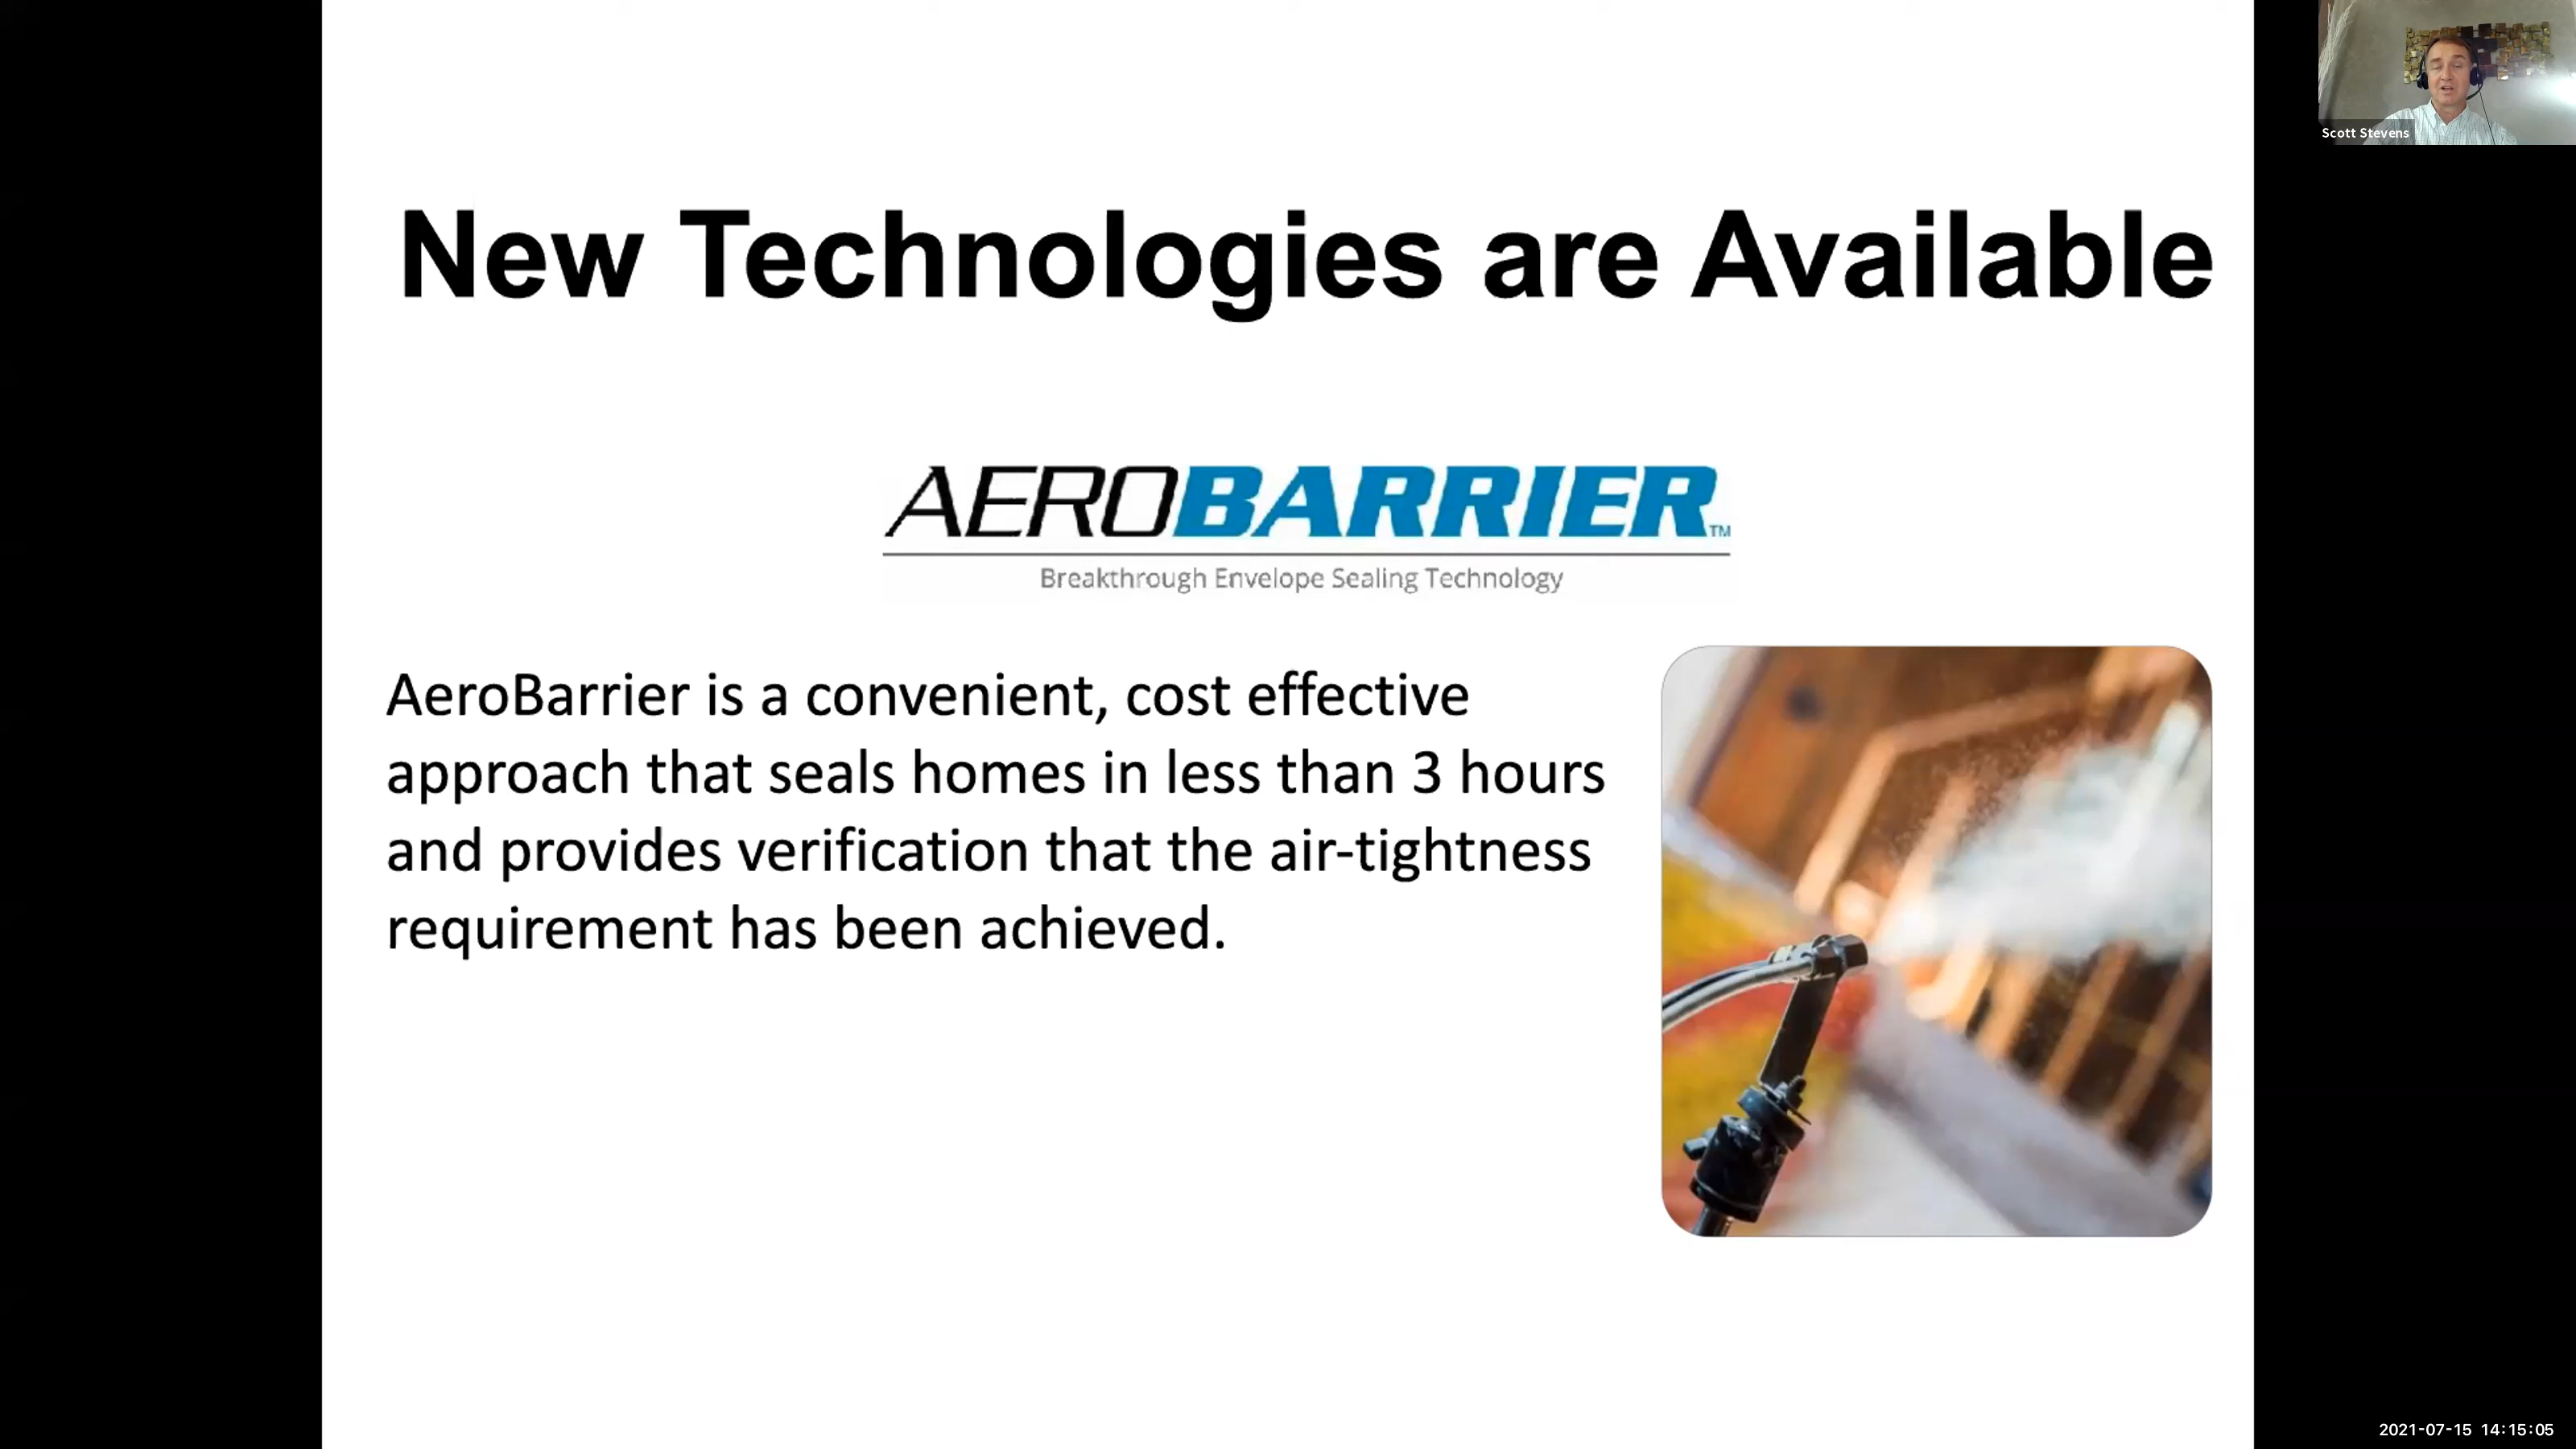 Scott Stevens
New Technologies are Available
AEROBARRIER™
Breakthrough Envelope Sealing Technology
AeroBarrier is a convenient, cost effective
approach that seals homes in less than 3 hours
and provides verification that the air-tightness
requirement has been achieved.
2021-07-15 14:15:05